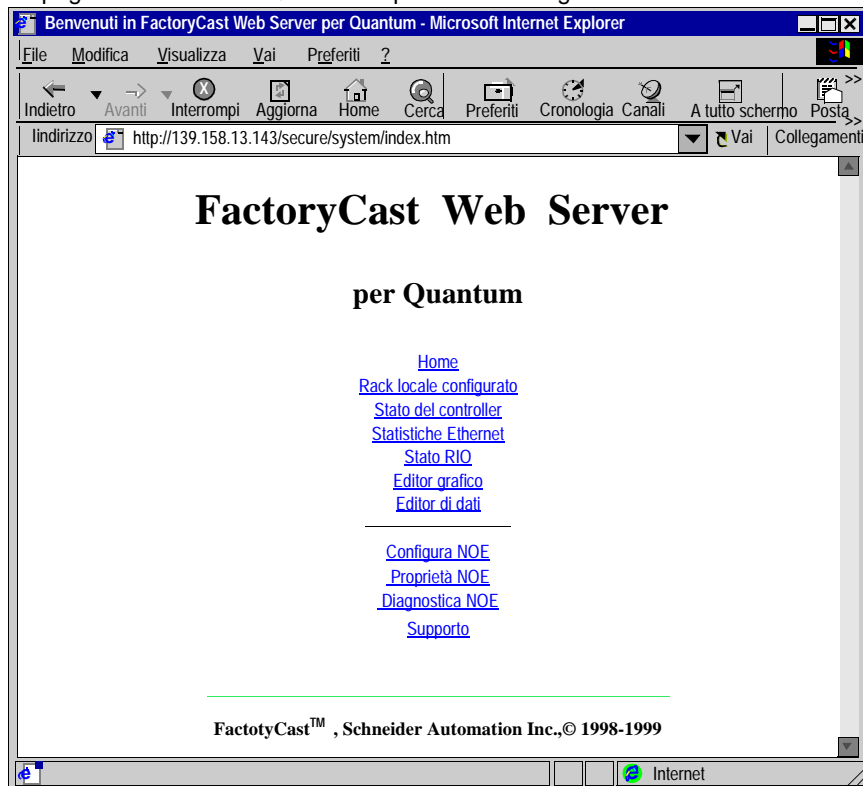 Benvenuti in FactoryCast Web Server per Quantum - Microsoft Internet Explorer
File Modifica Visualizza Vai Preferiti ?
Indietro Avanti Interrompi Aggiorna Home Cerca Preferiti Cronologia Canali A tutto schermo Posta >>
Iindirizzo http://139.158.13.143/secure/system/index.htm Vai Collegamenti >>
FactoryCast Web Server
per Quantum
Home
Rack locale configurato
Stato del controller
Statistiche Ethernet
Stato RIO
Editor grafico
Editor di dati
Configura NOE
Proprietà NOE
Diagnostica NOE
Supporto
FactotyCast™ , Schneider Automation Inc.,© 1998-1999
Internet